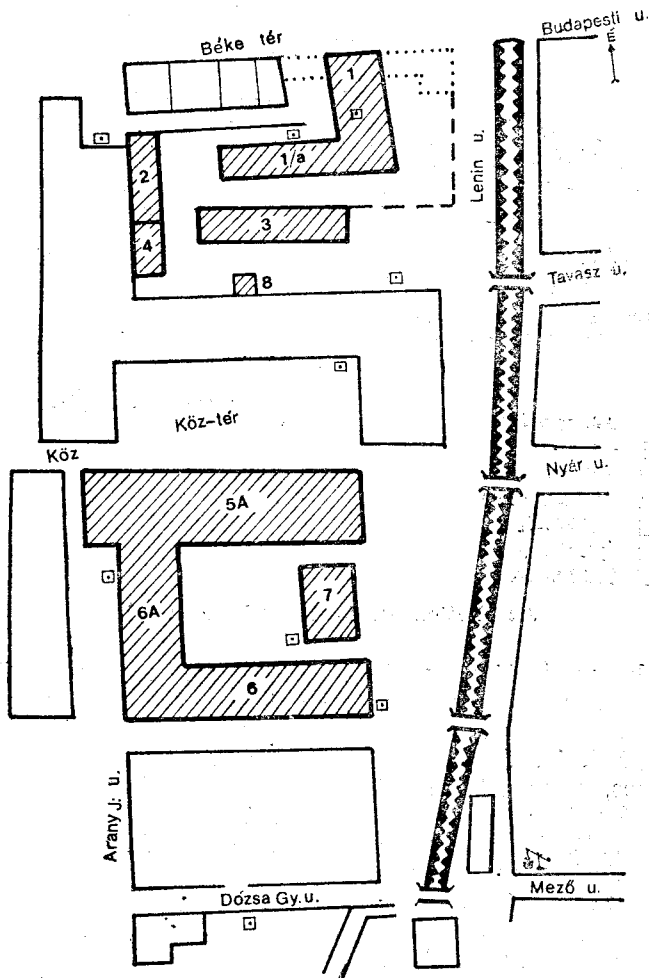 Budapesti u.
É
Béke tér
1
1/a
Lenin u.
2
3
4
8
Tavasz u.
Köz-tér
Köz
Nyár u.
5A
7
6A
6
Arany J. u.
Mező u.
Dózsa Gy. u.